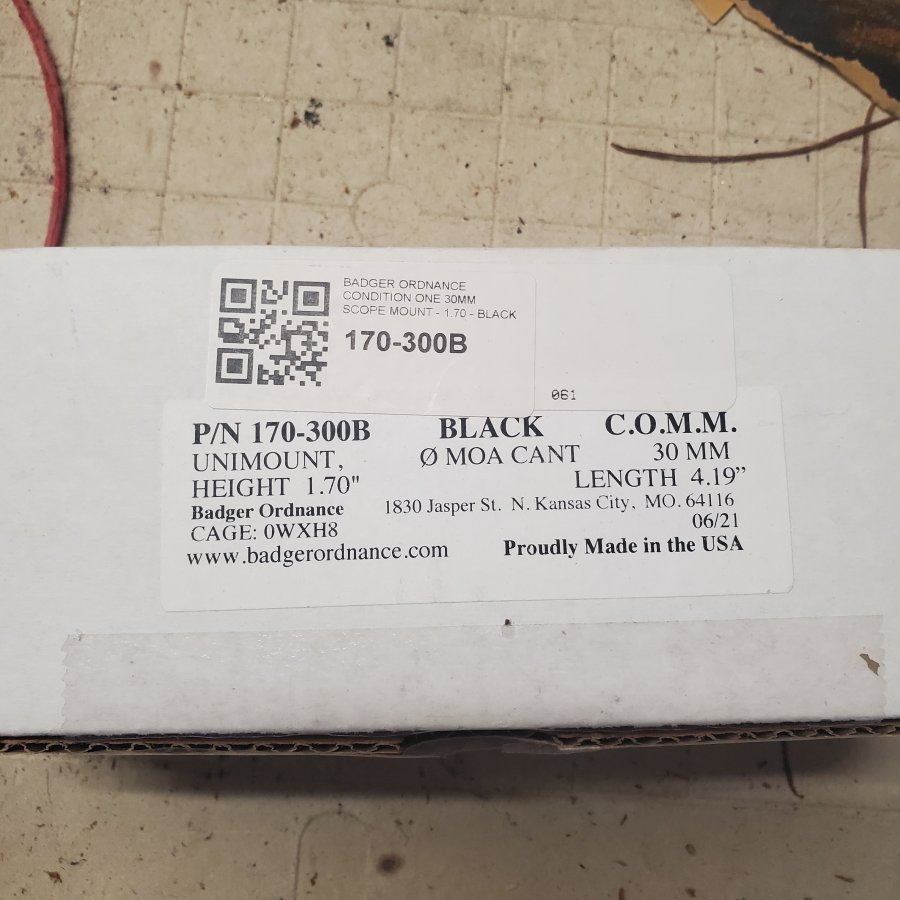 BADGER ORDNANCE
CONDITION ONE 30MM
SCOPE MOUNT - 1.70 - BLACK
170-300B
061
P/N 170-300B BLACK C.O.M.M.
UNIMOUNT, Ø MOA CANT 30 MM
HEIGHT 1.70" LENGTH 4.19”
Badger Ordnance 1830 Jasper St. N. Kansas City, MO. 64116
CAGE: 0WXH8 06/21
www.badgerordnance.com Proudly Made in the USA